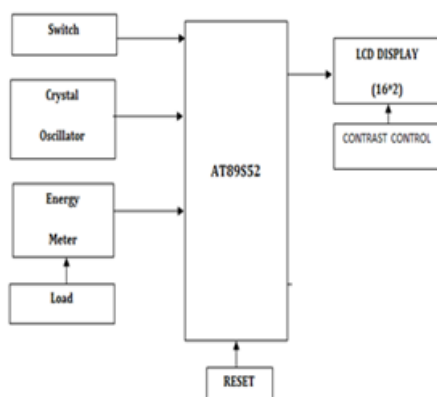 Switch
Crystal
Oscillator
Energy
Meter
Load
AT89S52
RESET
LCD DISPLAY
(16*2)
CONTRAST CONTROL